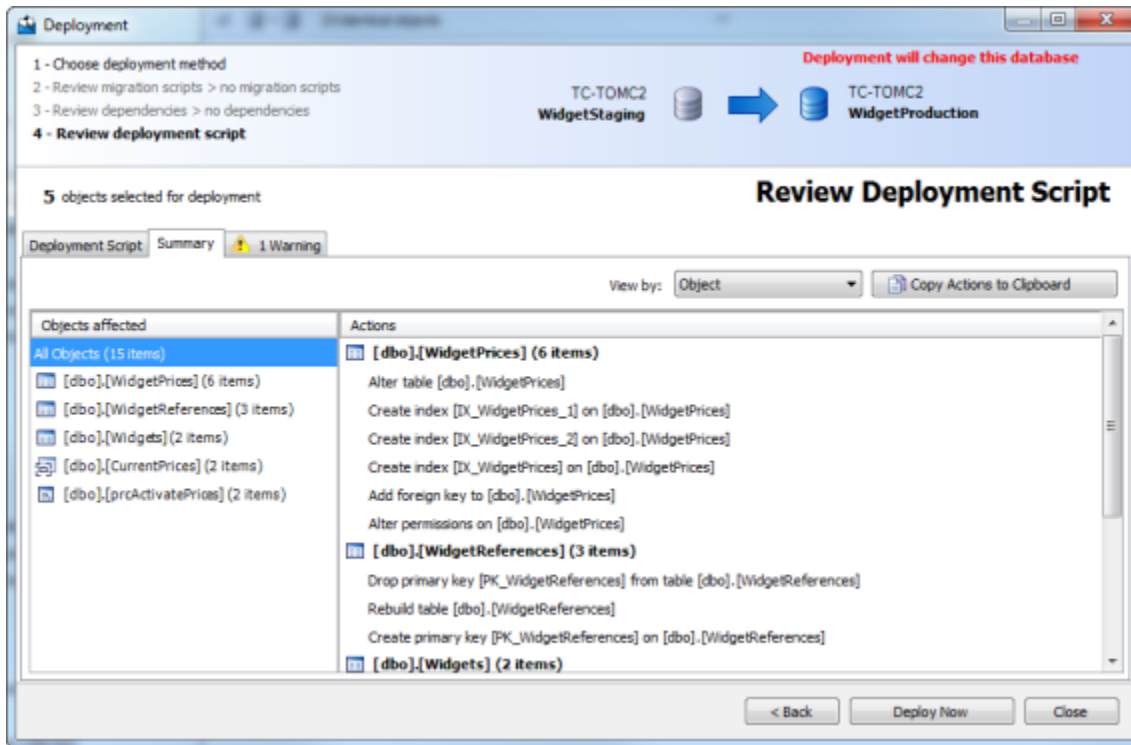 Deployment
1 - Choose deployment method
2 - Review migration scripts > no migration scripts
3 - Review dependencies > no dependencies
4 - Review deployment script
Deployment will change this database
TC-TOMC2
WidgetStaging
TC-TOMC2
WidgetProduction
5 objects selected for deployment
Review Deployment Script
Deployment Script
Summary
1 Warning
View by:
Object
Copy Actions to Clipboard
Objects affected
All Objects (15 items)
[dbo].[WidgetPrices] (6 items)
[dbo].[WidgetReferences] (3 items)
[dbo].[Widgets] (2 items)
[dbo].[CurrentPrices] (2 items)
[dbo].[prcActivatePrices] (2 items)
Actions
[dbo].[WidgetPrices] (6 items)
Alter table [dbo].[WidgetPrices]
Create index [IX_WidgetPrices_1] on [dbo].[WidgetPrices]
Create index [IX_WidgetPrices_2] on [dbo].[WidgetPrices]
Create index [IX_WidgetPrices] on [dbo].[WidgetPrices]
Add foreign key to [dbo].[WidgetPrices]
Alter permissions on [dbo].[WidgetPrices]
[dbo].[WidgetReferences] (3 items)
Drop primary key [PK_WidgetReferences] from table [dbo].[WidgetReferences]
Rebuild table [dbo].[WidgetReferences]
Create primary key [PK_WidgetReferences] on [dbo].[WidgetReferences]
[dbo].[Widgets] (2 items)
< Back
Deploy Now
Close